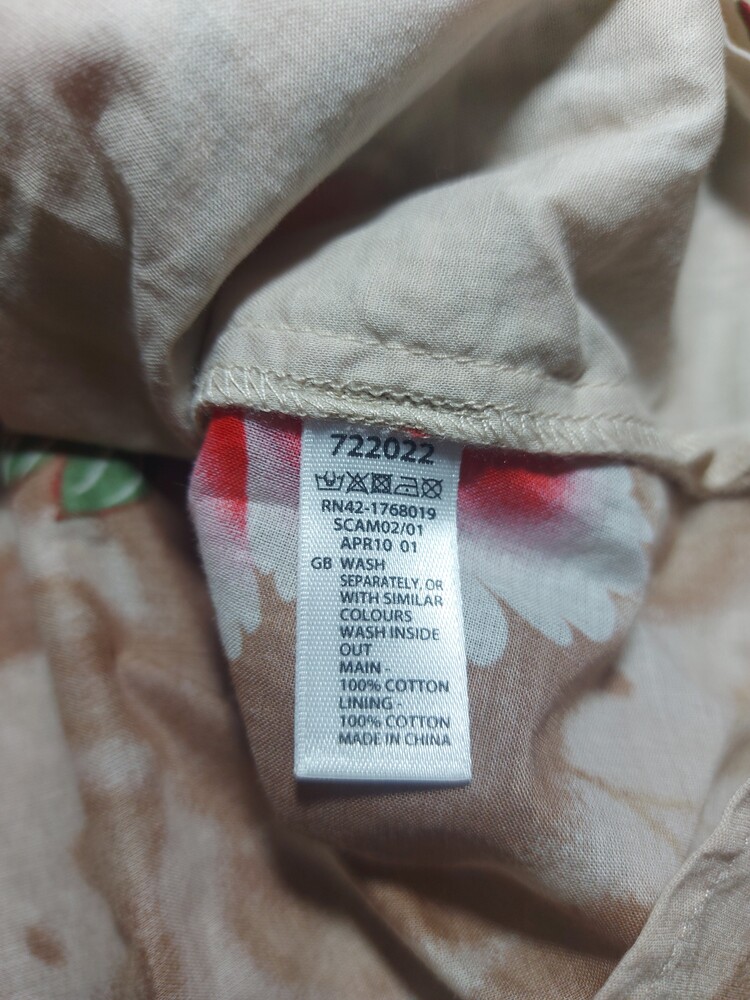 722022
RN42-1768019
SCAM02/01
APR10 01
GB WASH
SEPARATELY, OR
WITH SIMILAR
COLOURS
WASH INSIDE
OUT
MAIN -
100% COTTON
LINING -
100% COTTON
MADE IN CHINA